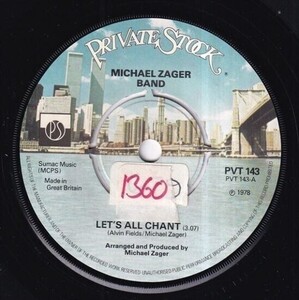 PRIVATE STOCK
MICHAEL ZAGER
BAND
PS
Sumac Music
(MCPS)
Made in
Great Britain
PVT 143
PVT 143-A
℗ 1978
1360
LET'S ALL CHANT (3.07)
(Alvin Fields/Michael Zager)
Arranged and Produced by
Michael Zager